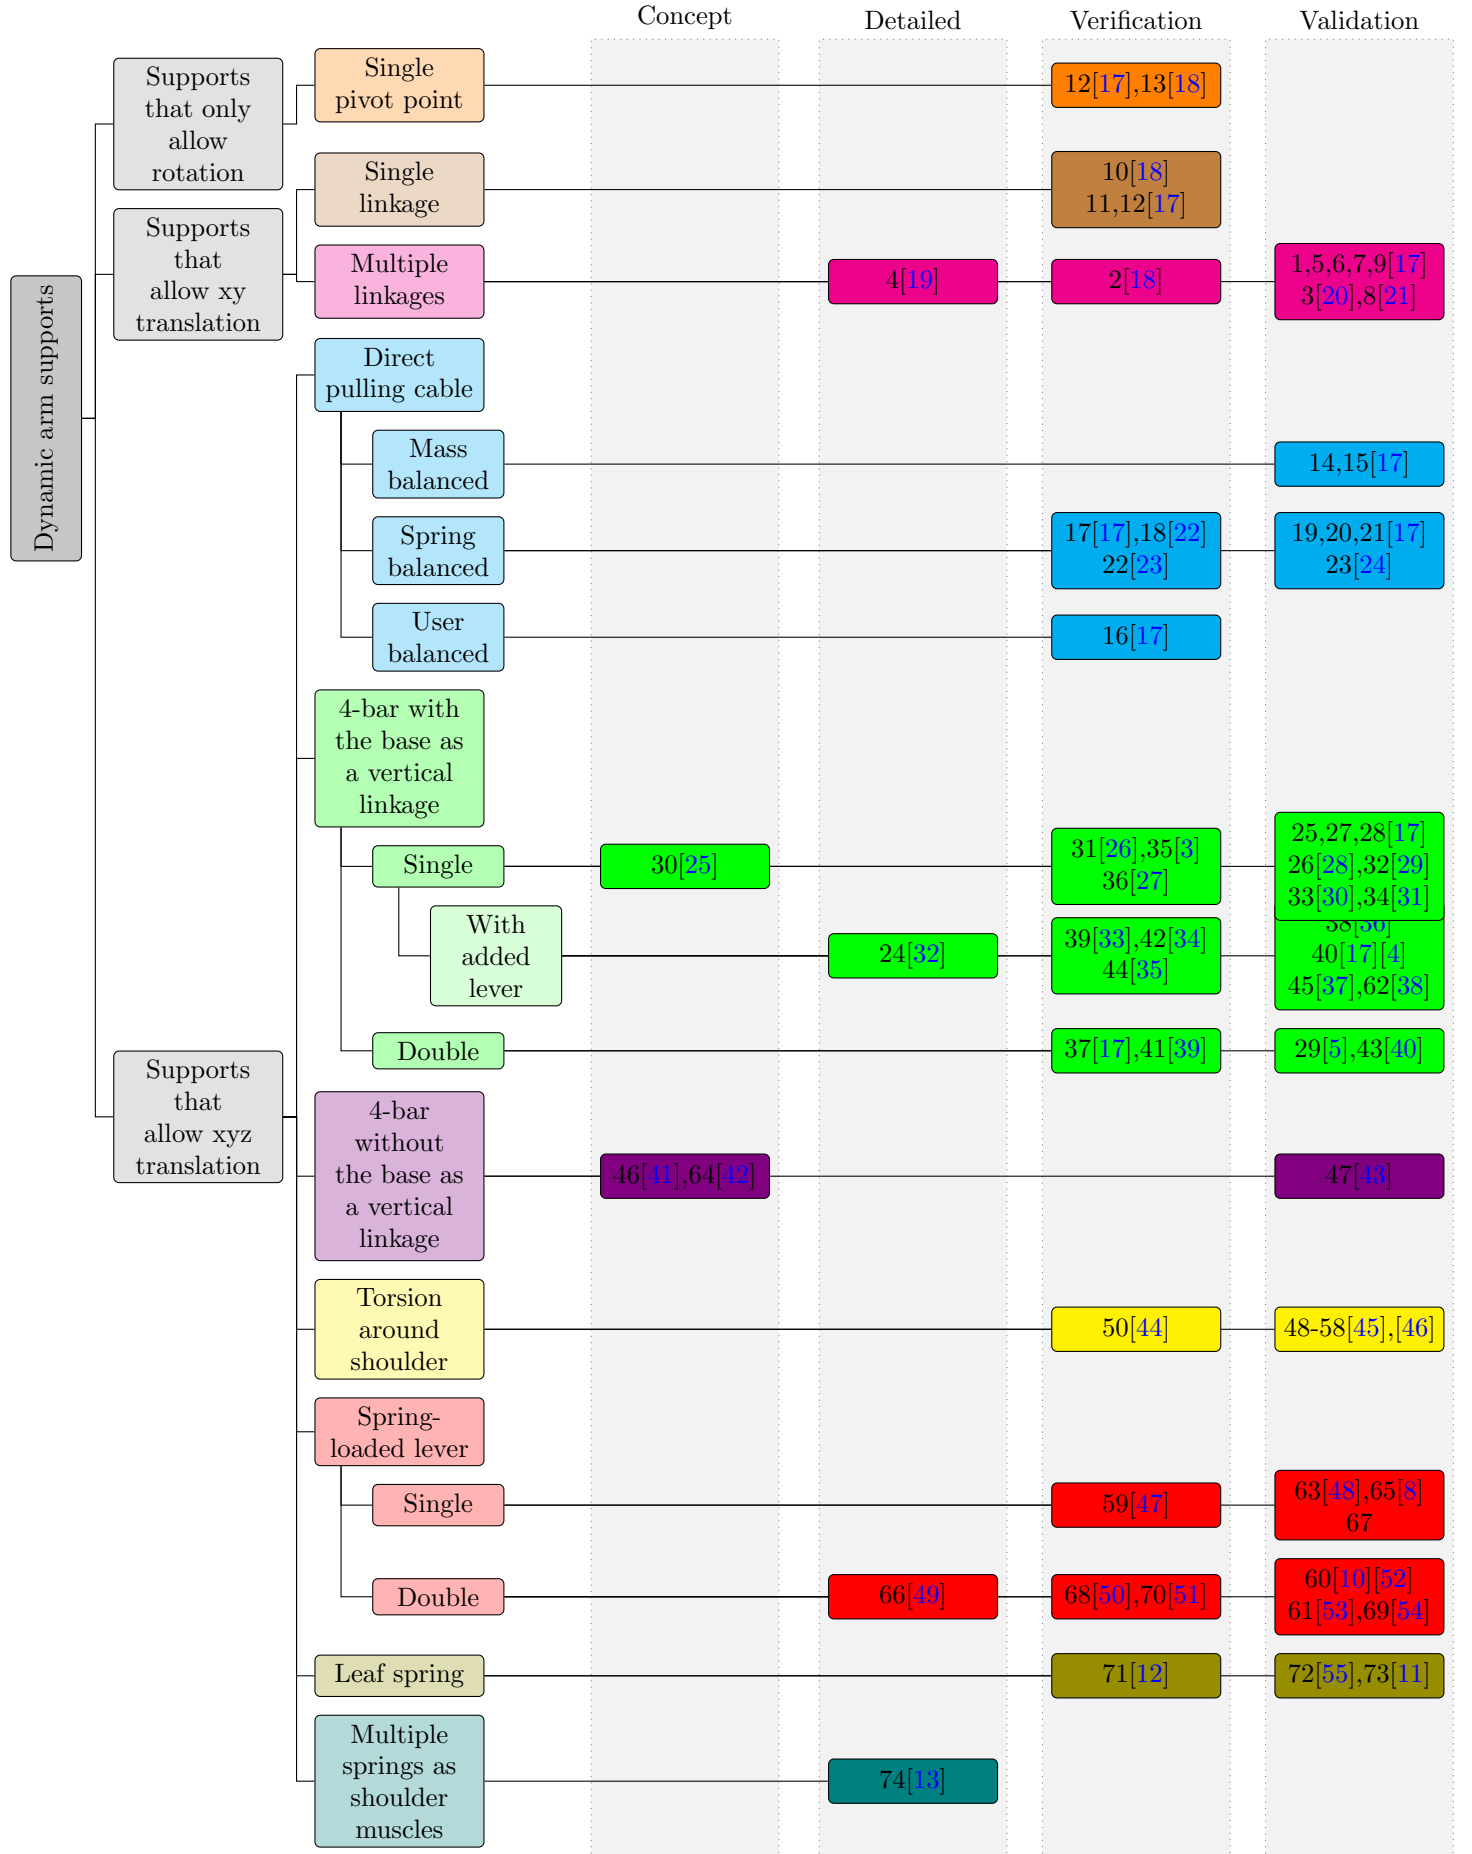 Concept
Detailed
Verification
Validation
Dynamic arm supports
Supports
that only
allow
rotation
Single
pivot point
12[17],13[18]
Supports
that
allow xy
translation
Single
linkage
10[18]
11,12[17]
Multiple
linkages
4[19]
2[18]
1,5,6,7,9[17]
3[20],8[21]
Supports
that
allow xyz
translation
Direct
pulling cable
Mass
balanced
14,15[17]
Spring
balanced
17[17],18[22]
22[23]
19,20,21[17]
23[24]
User
balanced
16[17]
4-bar with
the base as
a vertical
linkage
Single
30[25]
31[26],35[3]
36[27]
25,27,28[17]
26[28],32[29]
33[30],34[31]
With
added
lever
24[32]
39[33],42[34]
44[35]
38[36]
40[17][4]
45[37],62[38]
Double
37[17],41[39]
29[5],43[40]
4-bar
without
the base as
a vertical
linkage
46[41],64[42]
47[43]
Torsion
around
shoulder
50[44]
48-58[45],[46]
Spring-
loaded lever
Single
59[47]
63[48],65[8]
67
Double
66[49]
68[50],70[51]
60[10][52]
61[53],69[54]
Leaf spring
71[12]
72[55],73[11]
Multiple
springs as
shoulder
muscles
74[13]